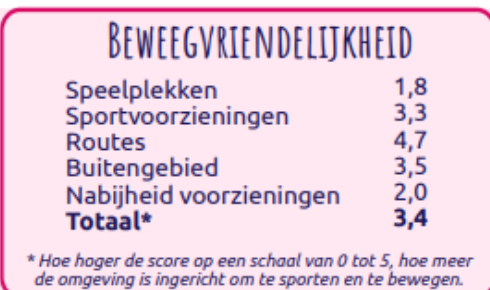 BEWEEGVRIENDELIJKHEID
Speelplekken 1,8
Sportvoorzieningen 3,3
Routes 4,7
Buitengebied 3,5
Nabijheid voorzieningen 2,0
Totaal* 3,4
* Hoe hoger de score op een schaal van 0 tot 5, hoe meer
de omgeving is ingericht om te sporten en te bewegen.